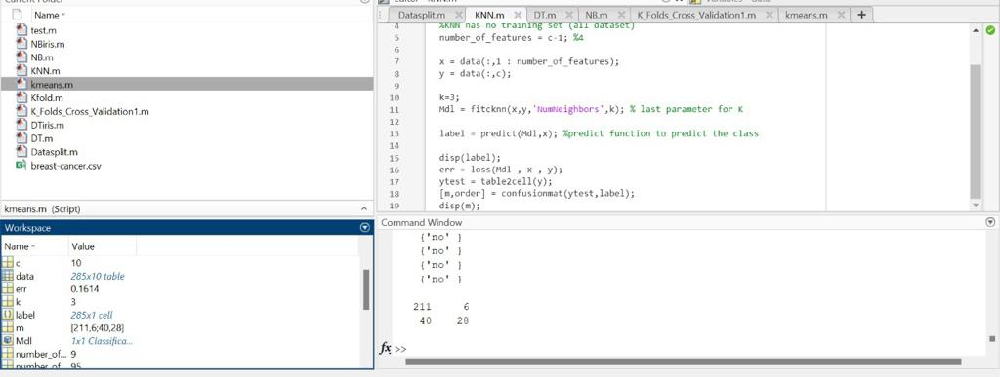 Current Folder
Name
test.m
NBiris.m
NB.m
KNN.m
kmeans.m
Kfold.m
K_Folds_Cross_Validation1.m
DTiris.m
DT.m
Datasplit.m
breast-cancer.csv
kmeans.m (Script)
Workspace
Name Value
c 10
data 285x10 table
err 0.1614
k 3
label 285x1 cell
m [211,6;40,28]
Mdl 1x1 Classifica...
number_of... 9
number_of... 95
Editor - KNN.m Variables - data
Datasplit.m KNN.m DT.m NB.m K_Folds_Cross_Validation1.m kmeans.m +
4 %KNN has no training set (all dataset)
5 number_of_features = c-1; %4
6
7 x = data(:,1 : number_of_features);
8 y = data(:,c);
9
10 k=3;
11 Mdl = fitcknn(x,y,'NumNeighbors',k); % last parameter for K
12
13 label = predict(Mdl,x); %predict function to predict the class
14
15 disp(label);
16 err = loss(Mdl , x , y);
17 ytest = table2cell(y);
18 [m,order] = confusionmat(ytest,label);
19 disp(m);
Command Window
{'no' }
{'no' }
{'no' }
{'no' }
211 6
40 28
fx >>